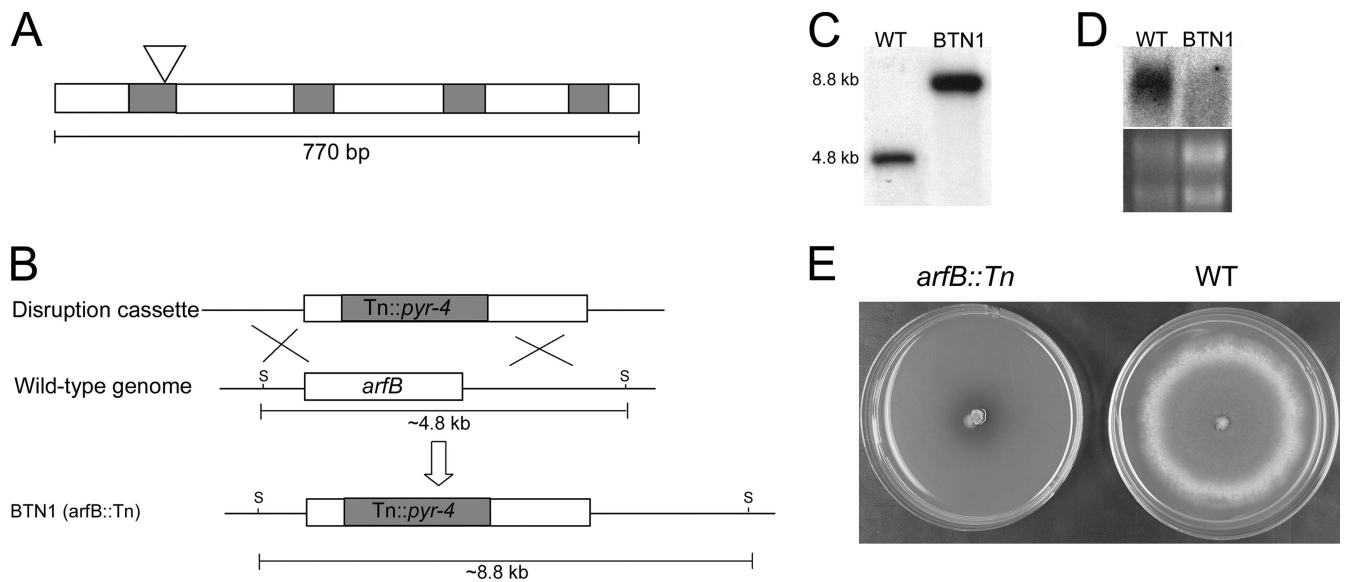 A
770 bp
B
Disruption cassette
Tn::pyr-4
Wild-type genome
S
arfB
S
~4.8 kb
BTN1 (arfB::Tn)
S
Tn::pyr-4
S
~8.8 kb
C
WT BTN1
8.8 kb
4.8 kb
D
WT BTN1
E
arfB::Tn
WT